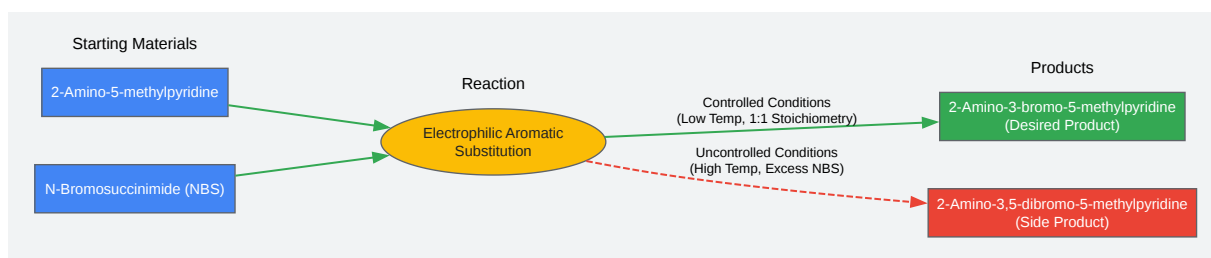 Starting Materials
2-Amino-5-methylpyridine
N-Bromosuccinimide (NBS)
Reaction
Electrophilic Aromatic
Substitution
Controlled Conditions
(Low Temp, 1:1 Stoichiometry)
Uncontrolled Conditions
(High Temp, Excess NBS)
Products
2-Amino-3-bromo-5-methylpyridine
(Desired Product)
2-Amino-3,5-dibromo-5-methylpyridine
(Side Product)